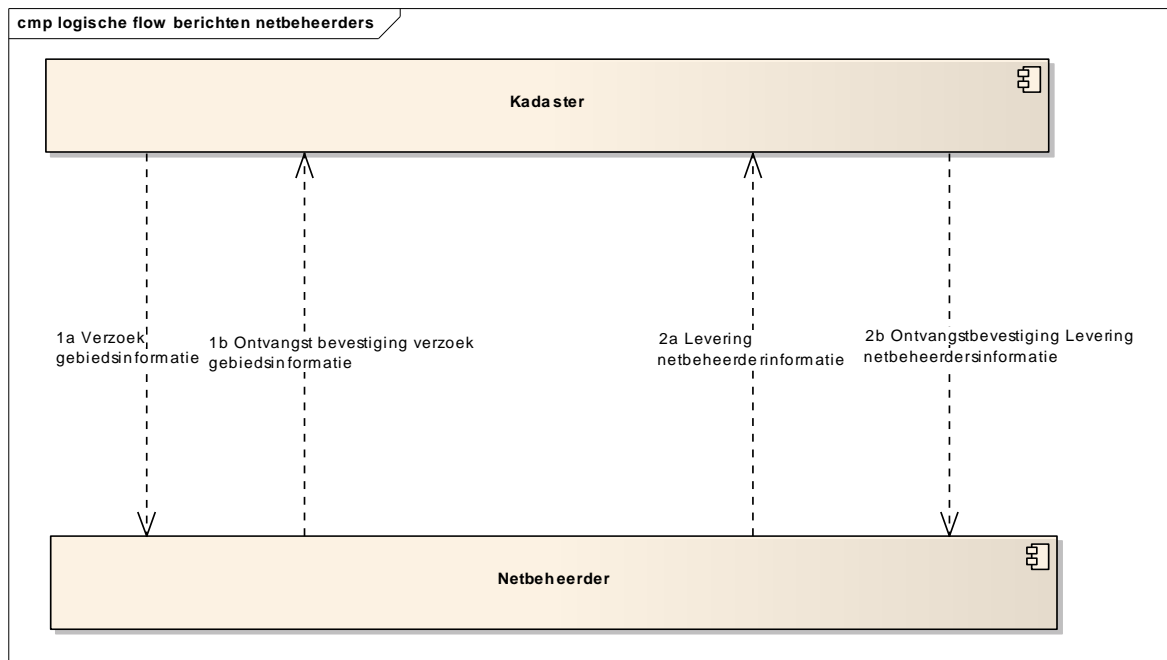 cmp logische flow berichten netbeheerders
Kadaster
1a Verzoek
gebiedsinformatie
1b Ontvangst bevestiging verzoek
gebiedsinformatie
2a Levering
netbeheerderinformatie
2b Ontvangstbevestiging Levering
netbeheerdersinformatie
Netbeheerder